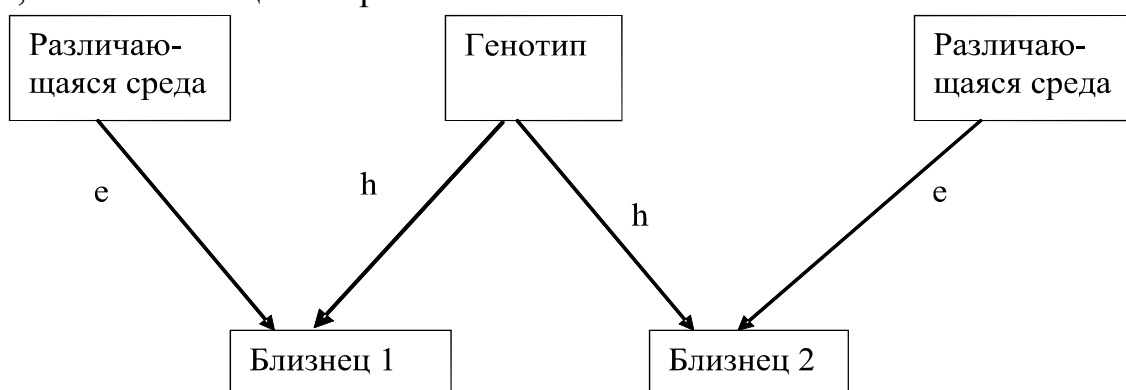 Различаю-
щаяся среда
Генотип
Различаю-
щаяся среда
e
h
h
e
Близнец 1
Близнец 2